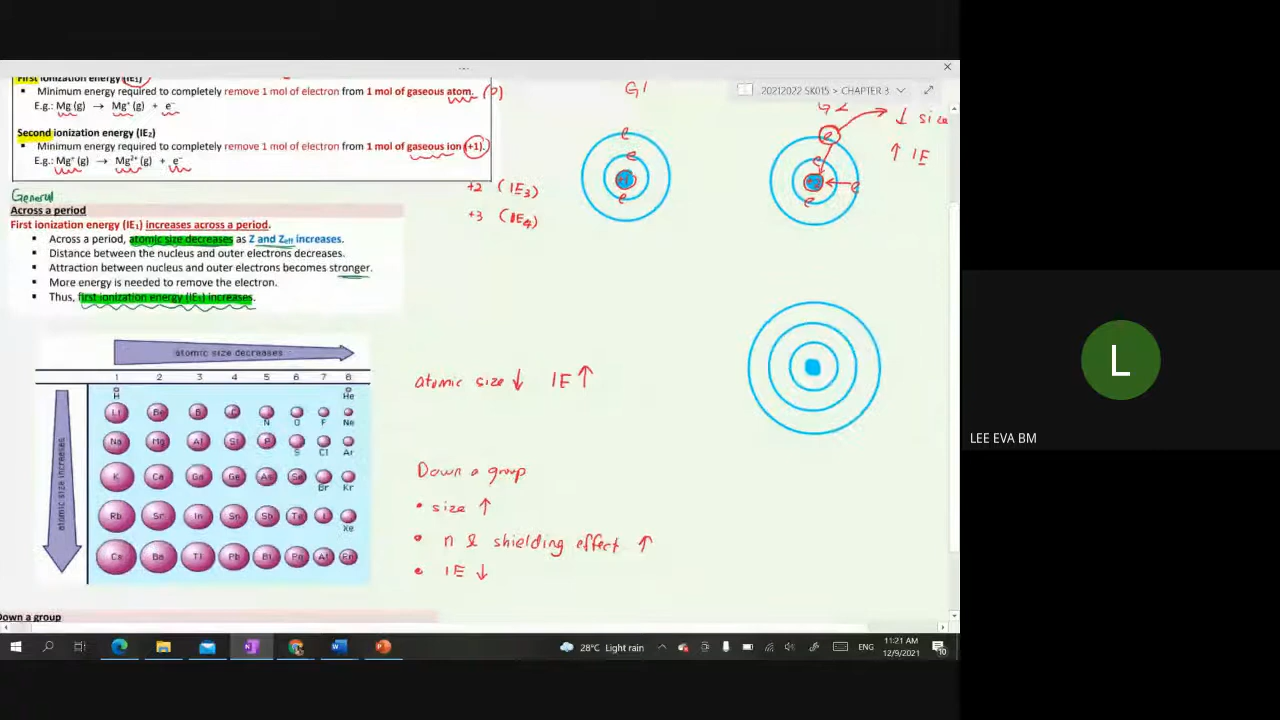 First ionization energy (IE₁)
Minimum energy required to completely remove 1 mol of electron from 1 mol of gaseous atom. (0)
E.g.: Mg (g) → Mg⁺ (g) + e⁻
Second ionization energy (IE₂)
Minimum energy required to completely remove 1 mol of electron from 1 mol of gaseous ion (+1).
E.g.: Mg⁺ (g) → Mg²⁺ (g) + e⁻
+2 (IE₃)
+3 (IE₄)
General
Across a period
First ionization energy (IE₁) increases across a period.
Across a period, atomic size decreases as Z and Zeff increases.
Distance between the nucleus and outer electrons decreases.
Attraction between nucleus and outer electrons becomes stronger.
More energy is needed to remove the electron.
Thus, first ionization energy (IE₁) increases.
G1
e
e
e
20212022 SK015 > CHAPTER 3
G2
↓ size
↑ IE
e
e
e
e
atomic size decreases
1 2 3 4 5 6 7 8
atomic size increases
H He
Li Be B C N O F Ne
Na Mg Al Si P S Cl Ar
K Ca Ga Ge As Se Br Kr
Rb Sr In Sn Sb Te I Xe
Cs Ba Tl Pb Bi Po At Rn
atomic size ↓ IE ↑
Down a group
• size ↑
• n & shielding effect ↑
• IE ↓
Down a group
L
LEE EVA BM
28°C Light rain
ENG
11:21 AM
12/9/2021
10